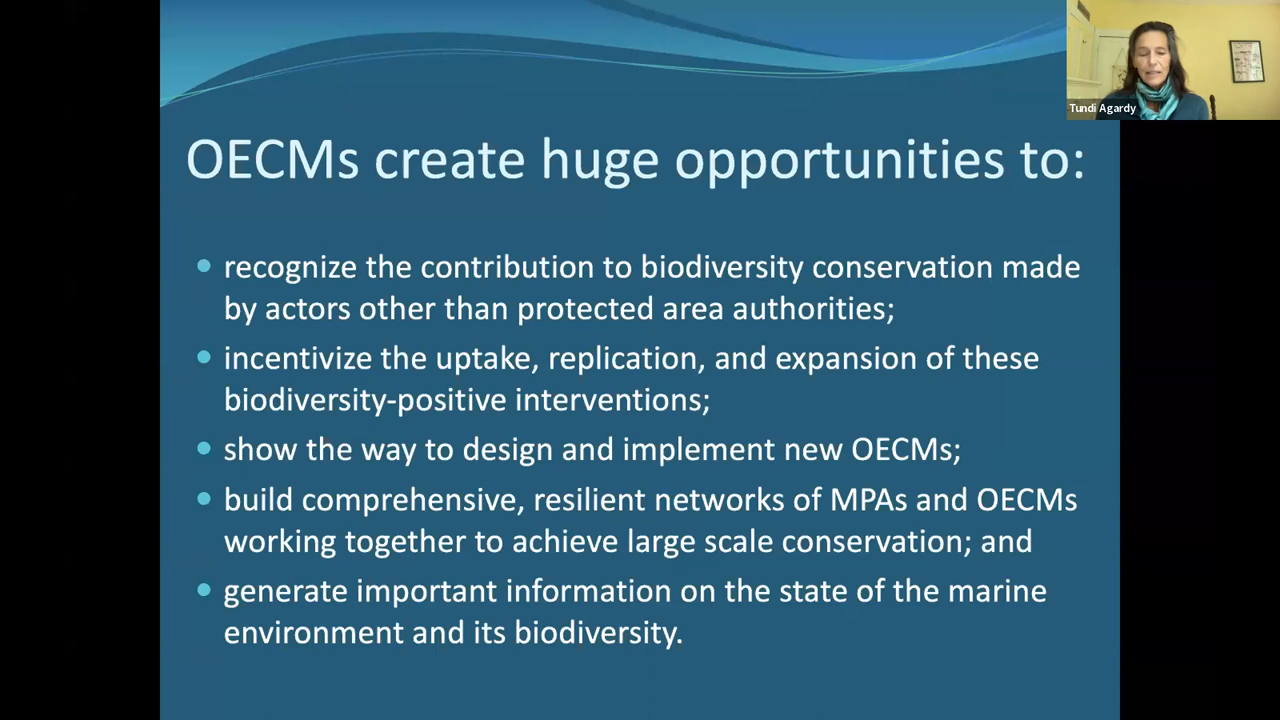 OECMs create huge opportunities to:
recognize the contribution to biodiversity conservation made
by actors other than protected area authorities;
incentivize the uptake, replication, and expansion of these
biodiversity-positive interventions;
show the way to design and implement new OECMs;
build comprehensive, resilient networks of MPAs and OECMs
working together to achieve large scale conservation; and
generate important information on the state of the marine
environment and its biodiversity.
Tundi Agardy